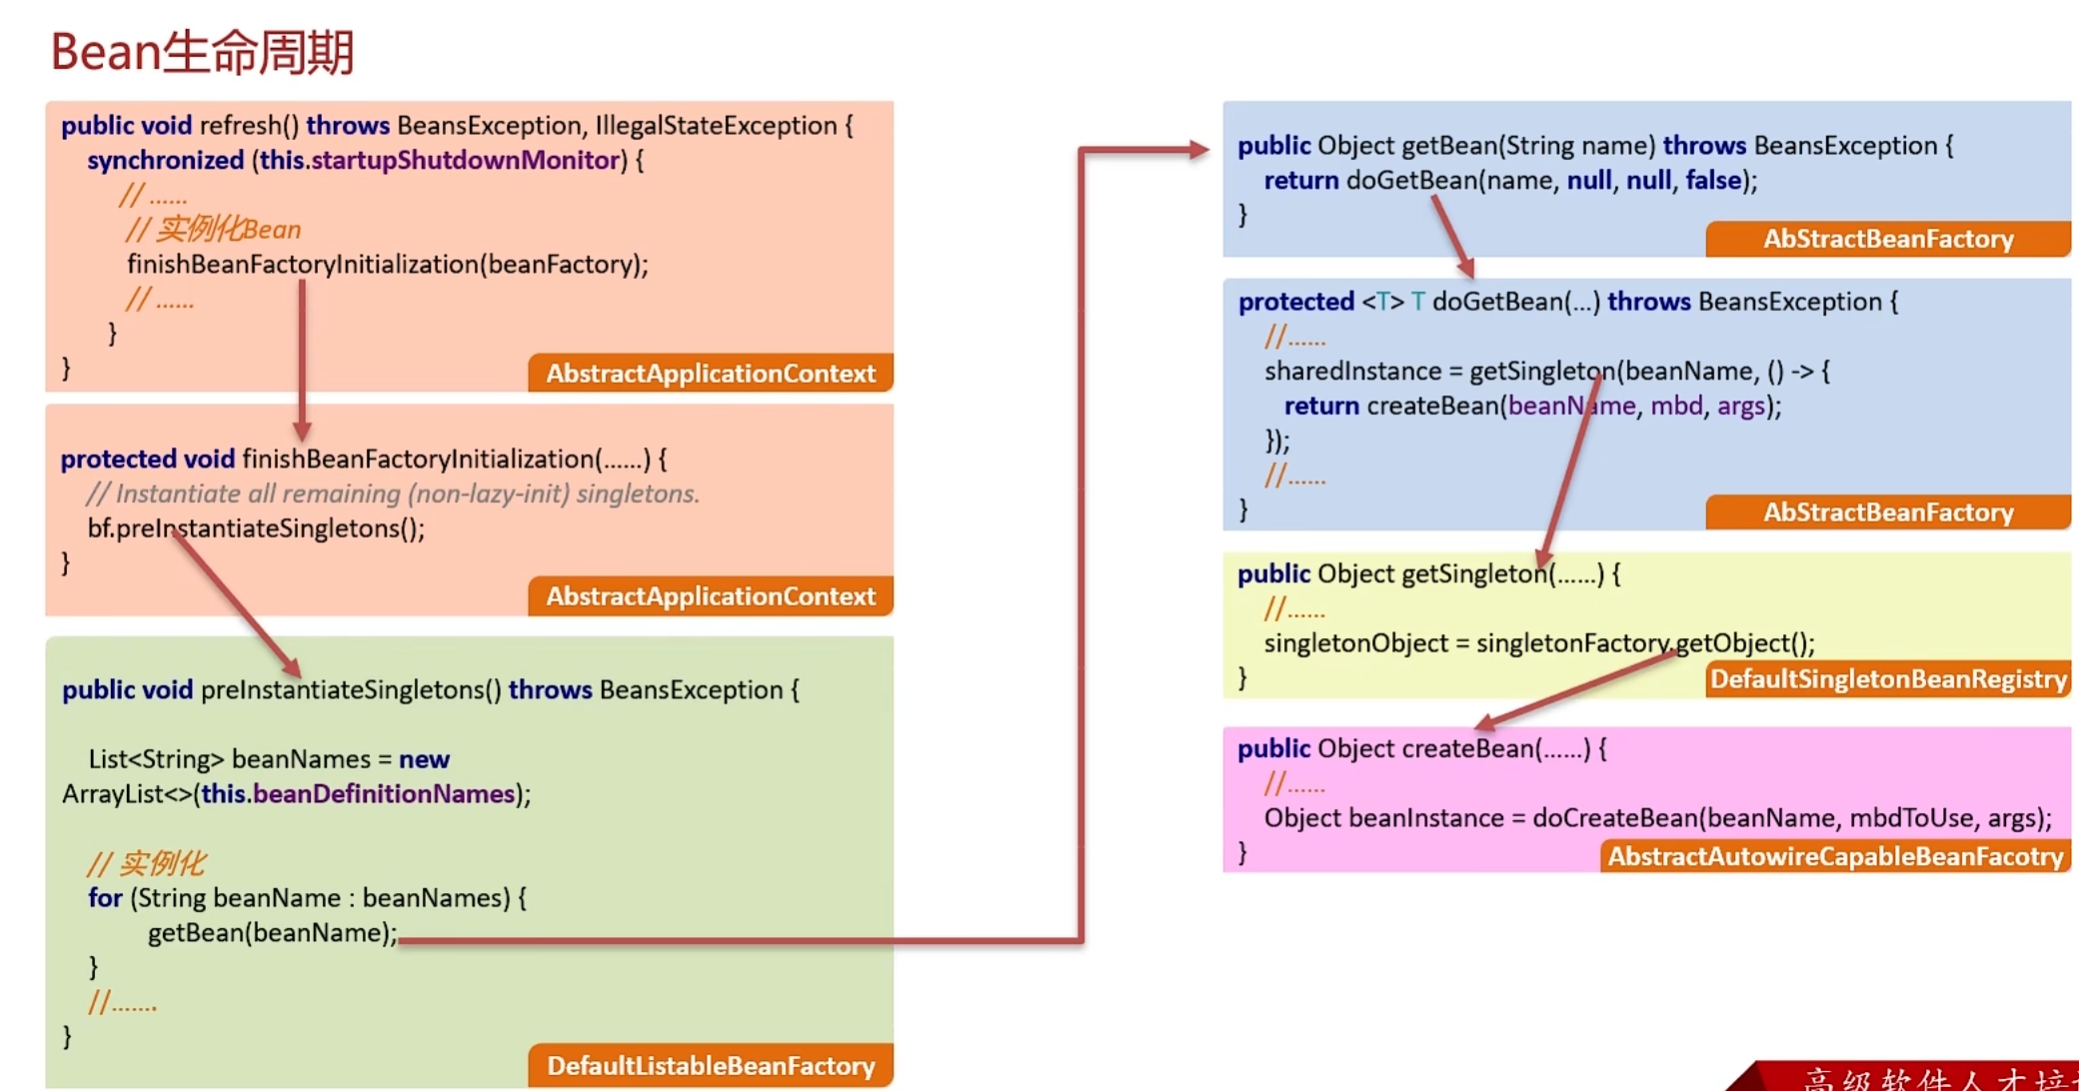 Bean生命周期
public void refresh() throws BeansException, IllegalStateException {
synchronized (this.startupShutdownMonitor) {
// ......
// 实例化Bean
finishBeanFactoryInitialization(beanFactory);
// ......
}
}
AbstractApplicationContext
protected void finishBeanFactoryInitialization(......) {
// Instantiate all remaining (non-lazy-init) singletons.
bf.preInstantiateSingletons();
}
AbstractApplicationContext
public void preInstantiateSingletons() throws BeansException {
List<String> beanNames = new
ArrayList<>(this.beanDefinitionNames);
// 实例化
for (String beanName : beanNames) {
getBean(beanName);
}
//.......
}
DefaultListableBeanFactory
public Object getBean(String name) throws BeansException {
return doGetBean(name, null, null, false);
}
AbStractBeanFactory
protected <T> T doGetBean(...) throws BeansException {
//......
sharedInstance = getSingleton(beanName, () -> {
return createBean(beanName, mbd, args);
});
//......
}
AbStractBeanFactory
public Object getSingleton(......) {
//......
singletonObject = singletonFactory.getObject();
}
DefaultSingletonBeanRegistry
public Object createBean(......) {
//......
Object beanInstance = doCreateBean(beanName, mbdToUse, args);
}
AbstractAutowireCapableBeanFacotry
高级软件人才培